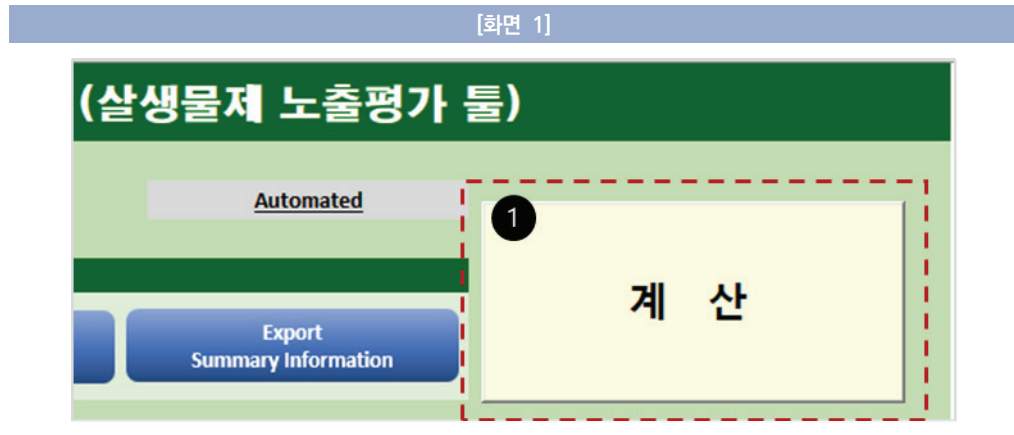 [화면 1]
(살생물제 노출평가 툴)
Automated
1
계 산
Export
Summary Information